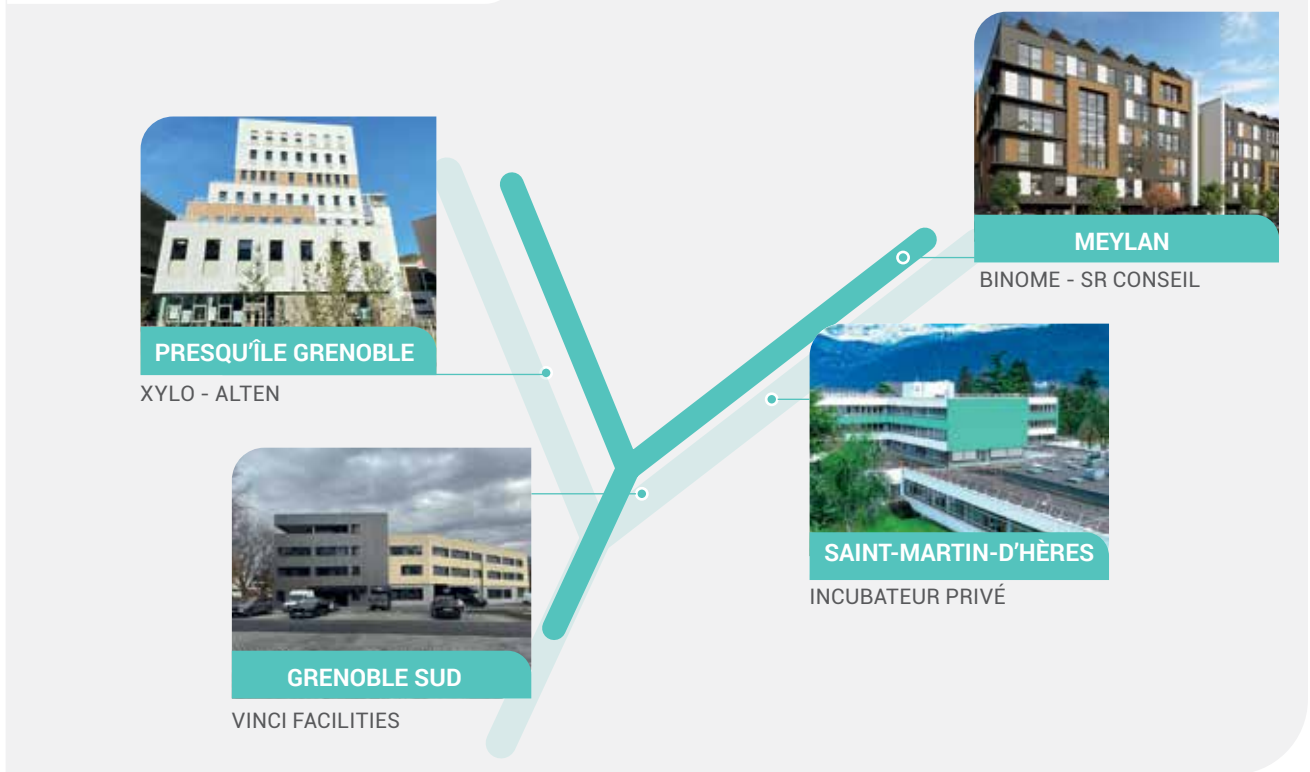 MEYLAN
BINOME - SR CONSEIL
PRESQU'ÎLE GRENOBLE
XYLO - ALTEN
SAINT-MARTIN-D'HÈRES
INCUBATEUR PRIVÉ
GRENOBLE SUD
VINCI FACILITIES